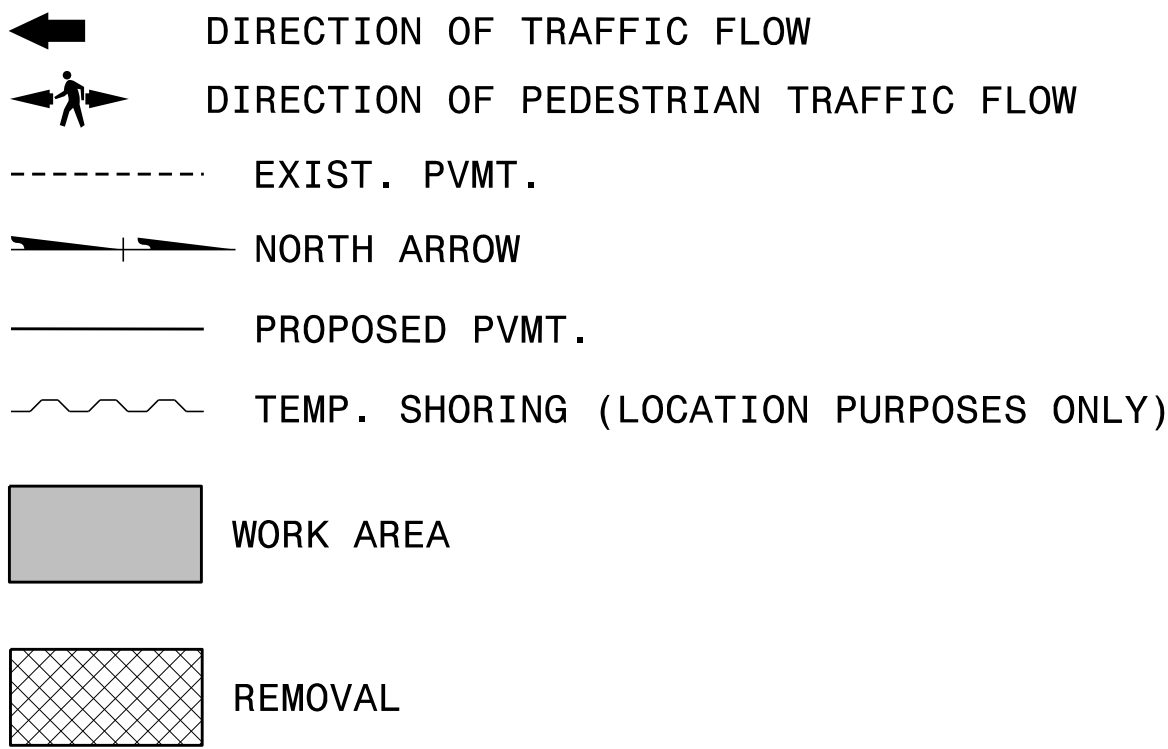 DIRECTION OF TRAFFIC FLOW
DIRECTION OF PEDESTRIAN TRAFFIC FLOW
EXIST. PVMT.
NORTH ARROW
PROPOSED PVMT.
TEMP. SHORING (LOCATION PURPOSES ONLY)
WORK AREA
REMOVAL